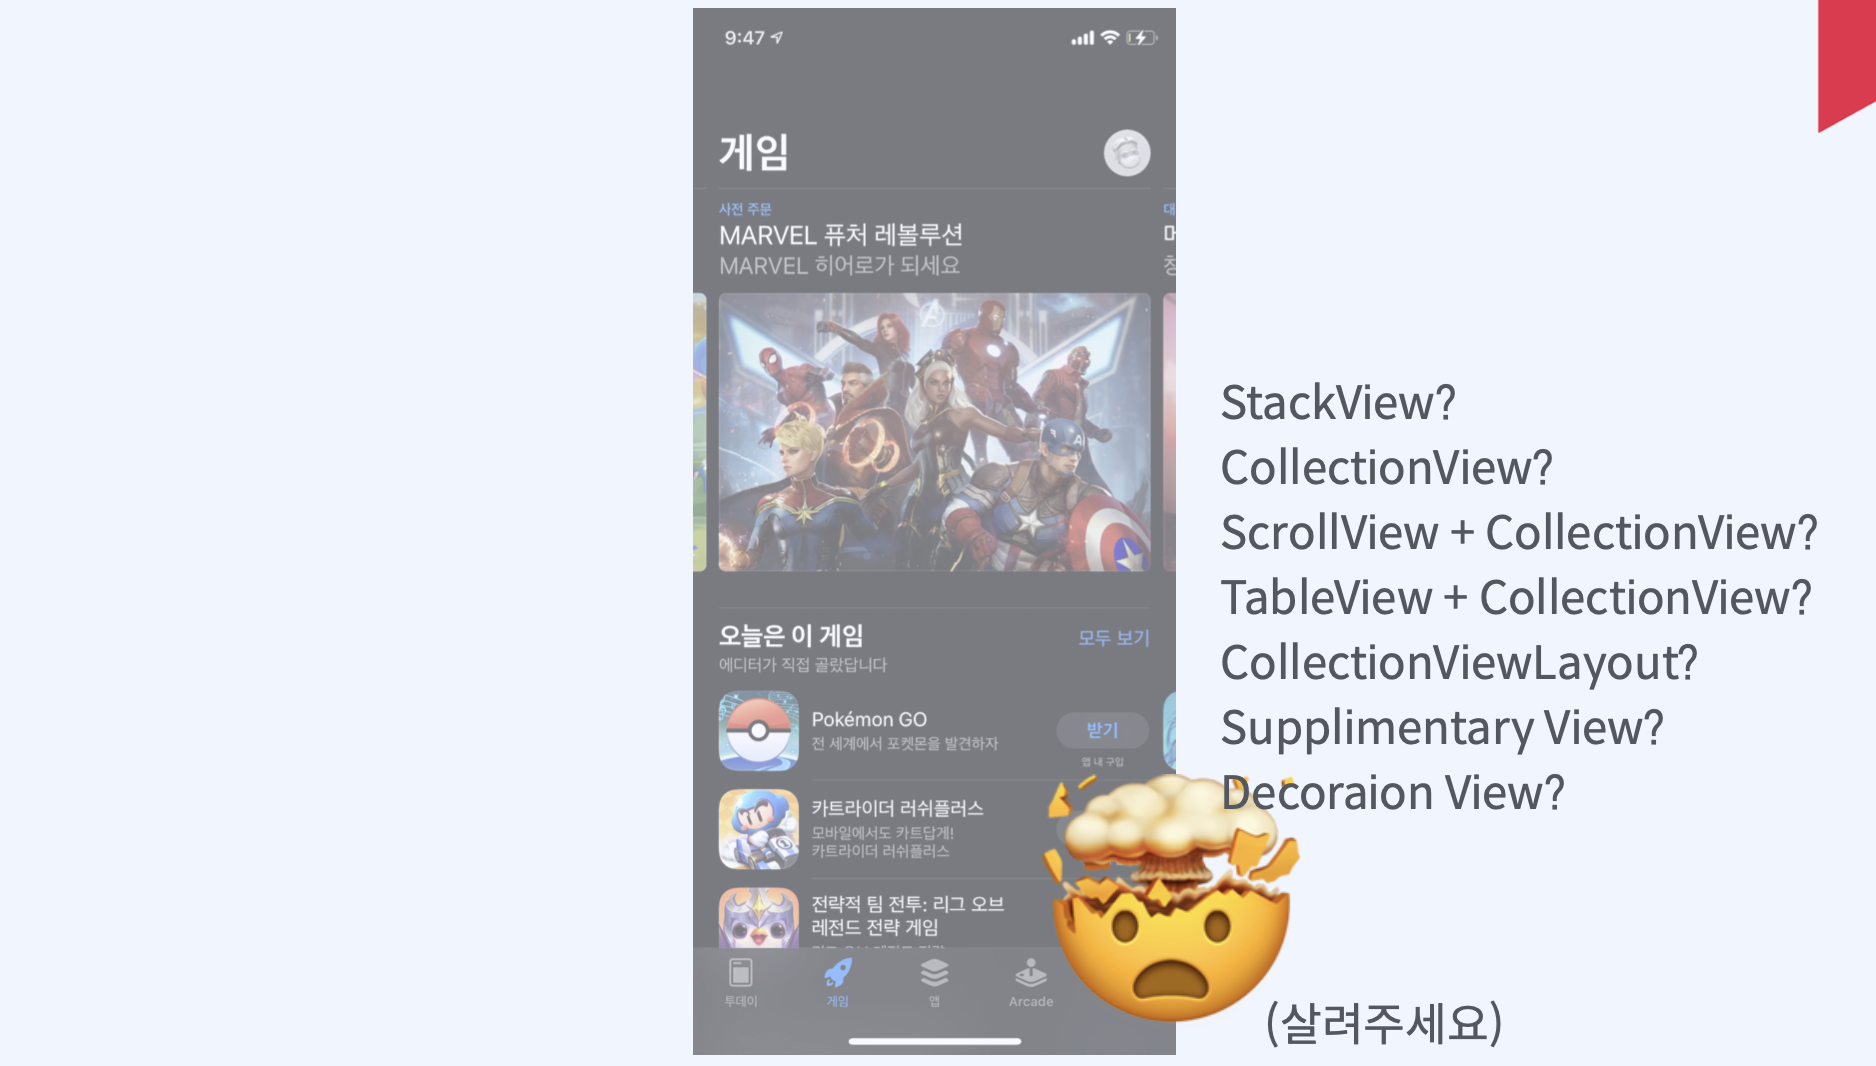 9:47
게임
사전 주문
대
MARVEL 퓨처 레볼루션
MARVEL 히어로가 되세요
창
오늘은 이 게임
모두 보기
에디터가 직접 골랐답니다
Pokémon GO
전 세계에서 포켓몬을 발견하자
받기
앱 내 구입
카트라이더 러쉬플러스
모바일에서도 카트답게!
카트라이더 러쉬플러스
전략적 팀 전투: 리그 오브
레전드 전략 게임
투데이
게임
앱
Arcade
StackView?
CollectionView?
ScrollView + CollectionView?
TableView + CollectionView?
CollectionViewLayout?
Supplimentary View?
Decoraion View?
(살려주세요)